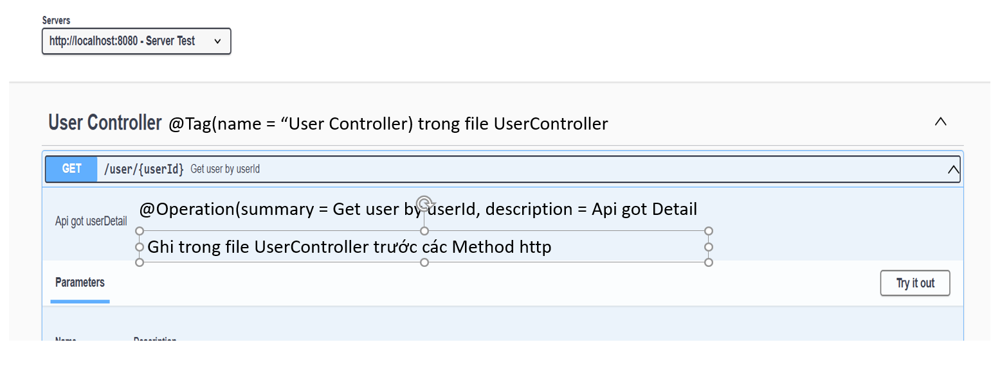 Servers
http://localhost:8080 - Server Test
User Controller @Tag(name = “User Controller) trong file UserController
GET /user/{userId} Get user by userId
@Operation(summary = Get user by userId, description = Api got Detail
Api got userDetail
Ghi trong file UserController trước các Method http
Parameters
Try it out
Name Description